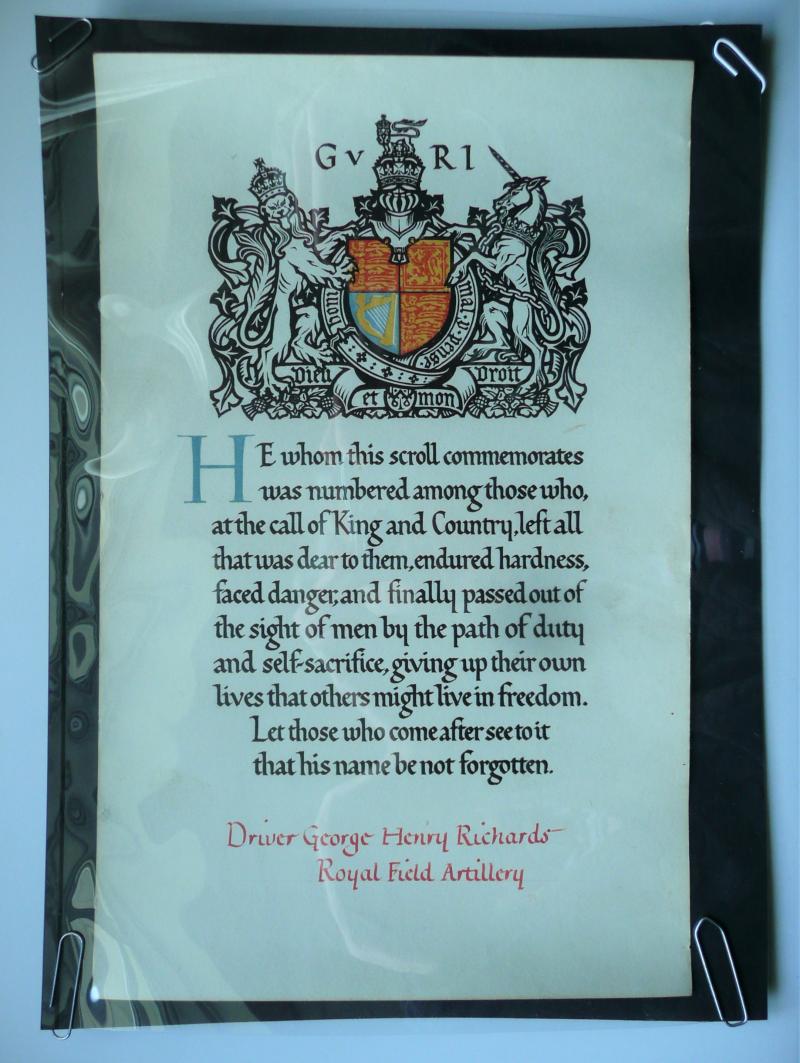 G V R I
Honi soit qui mal y pense
Dieu et mon Droit
HE whom this scroll commemorates
was numbered among those who,
at the call of King and Country, left all
that was dear to them, endured hardness,
faced danger, and finally passed out of
the sight of men by the path of duty
and self-sacrifice, giving up their own
lives that others might live in freedom.
Let those who come after see to it
that his name be not forgotten.
Driver George Henry Richards
Royal Field Artillery